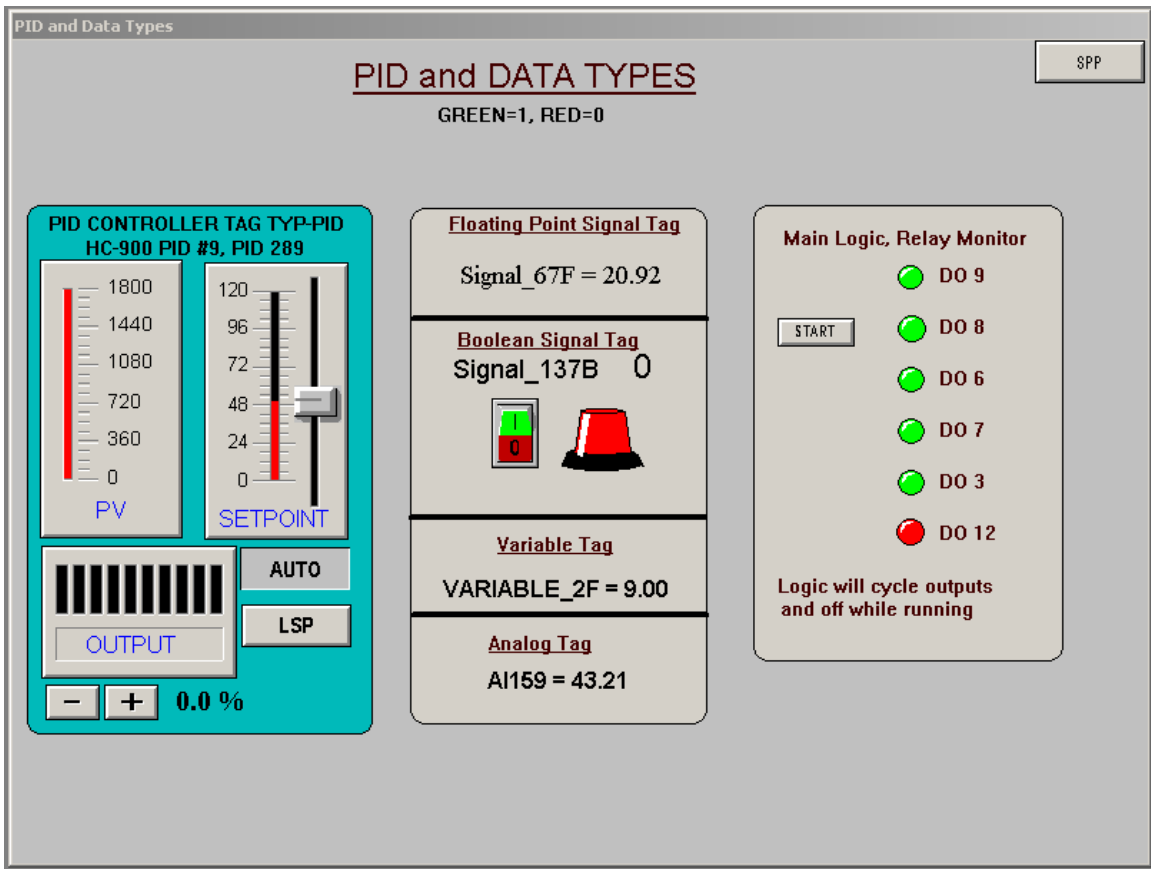 PID and Data Types
PID and DATA TYPES
SPP
GREEN=1, RED=0
PID CONTROLLER TAG TYP-PID
HC-900 PID #9, PID 289
1800
1440
1080
720
360
0
PV
120
96
72
48
24
0
SETPOINT
AUTO
LSP
OUTPUT
- + 0.0 %
Floating Point Signal Tag
Signal_67F = 20.92
Boolean Signal Tag
Signal_137B 0
I
0
Variable Tag
VARIABLE_2F = 9.00
Analog Tag
AI159 = 43.21
Main Logic, Relay Monitor
DO 9
START
DO 8
DO 6
DO 7
DO 3
DO 12
Logic will cycle outputs
and off while running